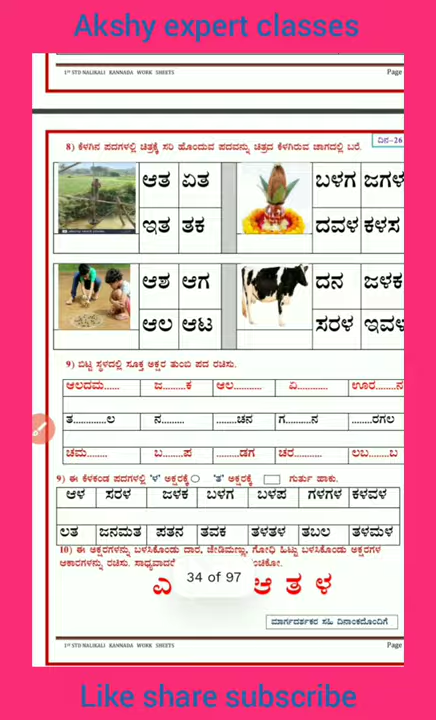 Akshy expert classes
1ST STD NALIKALI KANNADA WORK SHEETS Page
ದಿನ-26
8) ಕೆಳಗಿನ ಪದಗಳಲ್ಲಿ ಚಿತ್ರಕ್ಕೆ ಸರಿ ಹೊಂದುವ ಪದವನ್ನು ಚಿತ್ರದ ಕೆಳಗಿರುವ ಜಾಗದಲ್ಲಿ ಬರೆ.
ಆತ ಏತ ಬಳಗ ಜಗಳ
ಇತ ತಕ ದವಳ ಕಳಸ
ಆಶ ಆಗ ದನ ಜಳಕ
ಆಲ ಆಟ ಸರಳ ಇವಳ
9) ಬಿಟ್ಟ ಸ್ಥಳದಲ್ಲಿ ಸೂಕ್ತ ಅಕ್ಷರ ತುಂಬಿ ಪದ ರಚಿಸು.
ಆಲದಮ...... ಜ.........ಕ ಆಲ........... ಏ............ ಊರ.........ನ
ತ............ಲ ನ......... .........ಚನ ಗ...........ನ .......ರಗಲ
ಚಮ......... ಬ.........ಪ .........ಡಗ ಚರ......... ಲಬ.........ಬ
9) ಈ ಕೆಳಕಂಡ ಪದಗಳಲ್ಲಿ 'ಳ' ಅಕ್ಷರಕ್ಕೆ 'ತ' ಅಕ್ಷರಕ್ಕೆ ಗುರ್ತು ಹಾಕು.
ಆಳ ಸರಳ ಜಳಕ ಬಳಗ ಬಳಪ ಗಳಗಳ ಕಳವಳ
ಲತ ಜನಮತ ಪತನ ತವಕ ತಳತಳ ತಬಲ ತಳಮಳ
10) ಈ ಅಕ್ಷರಗಳನ್ನು ಬಳಸಿಕೊಂಡು ದಾರ, ಜೇಡಿಮಣ್ಣು, ಗೋಧಿ ಹಿಟ್ಟು ಬಳಸಿಕೊಂಡು ಅಕ್ಷರಗಳ
ಆಕಾರಗಳನ್ನು ರಚಿಸು.
ಎ 34 of 97 ಆ ತ ಳ
ಮಾರ್ಗದರ್ಶಕರ ಸಹಿ ದಿನಾಂಕದೊಂದಿಗೆ
1ST STD NALIKALI KANNADA WORK SHEETS Page
Like share subscribe